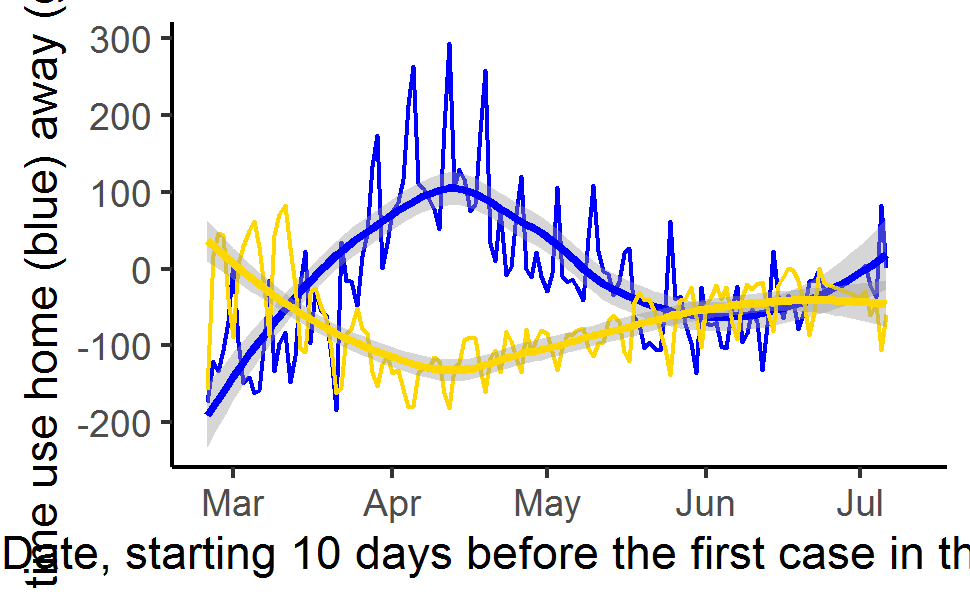 time use home (blue) away (g
300
200
100
0
-100
-200
Mar Apr May Jun Jul
Date, starting 10 days before the first case in th